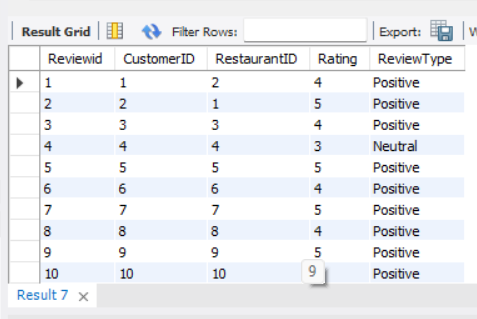 Result Grid Filter Rows: Export:
Reviewid CustomerID RestaurantID Rating ReviewType
1 1 2 4 Positive
2 2 1 5 Positive
3 3 3 4 Positive
4 4 4 3 Neutral
5 5 5 5 Positive
6 6 6 4 Positive
7 7 7 5 Positive
8 8 8 4 Positive
9 9 9 5 Positive
10 10 10 9 Positive
Result 7